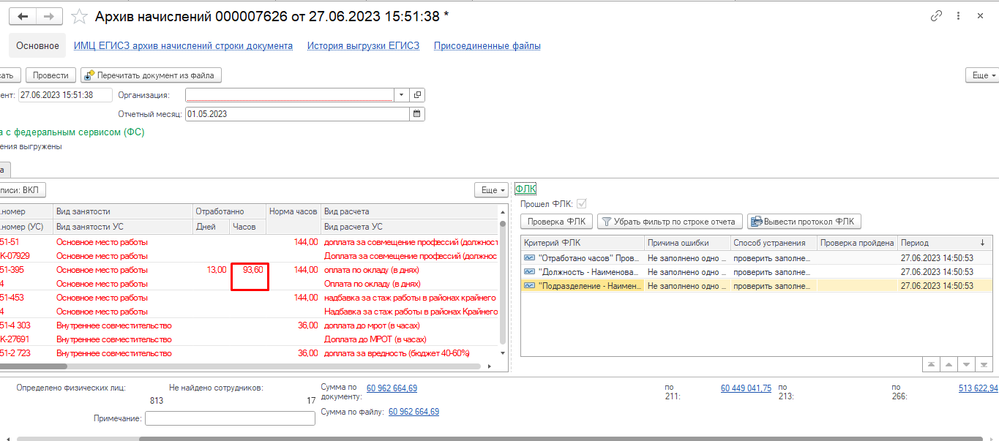 Архив начислений 000007626 от 27.06.2023 15:51:38 *
Основное ИМЦ ЕГИСЗ архив начислений строки документа История выгрузки ЕГИСЗ Присоединенные файлы
ать Провести Перечитать документ из файла Еще
ент: 27.06.2023 15:51:38 Организация:
Отчетный месяц: 01.05.2023
а с федеральным сервисом (ФС)
ения выгружены
а
писи: ВКЛ Еще ФЛК
Прошел ФЛК:
Проверка ФЛК Убрать фильтр по строке отчета Вывести протокол ФЛК
.номер Вид занятости Отработанно Норма часов Вид расчета
.номер (УС) Вид занятости УС Дней Часов Вид расчета УС
51-51 Основное место работы 144,00 доплата за совмещение профессий (должност
К-07929 Основное место работы Доплата за совмещение профессий (должнос
51-395 Основное место работы 13,00 93,60 144,00 оплата по окладу (в днях)
4 Основное место работы Оплата по окладу (в днях)
51-453 Основное место работы 144,00 надбавка за стаж работы в районах крайнего
4 Основное место работы Надбавка за стаж работы в районах Крайнего
51-4 303 Внутреннее совместительство 36,00 доплата до мрот (в часах)
К-27691 Внутреннее совместительство Доплата до МРОТ (в часах)
51-2 723 Внутреннее совместительство 36,00 доплата за вредность (бюджет 40-60%)
Критерий ФЛК Причина ошибки Способ устранения Проверка пройдена Период
"Отработано часов" Пров... Не заполнено одно ... проверить заполне... 27.06.2023 14:50:53
"Должность - Наименова... Не заполнено одно ... проверить заполне... 27.06.2023 14:50:53
"Подразделение - Наимен... Не заполнено одно ... проверить заполне... 27.06.2023 14:50:53
Определено физических лиц: 813 Не найдено сотрудников: 17
Сумма по документу: 60 962 664,69 по 211: 60 449 041,75 по 213: по 266: 513 622,94
Примечание: Сумма по файлу: 60 962 664,69